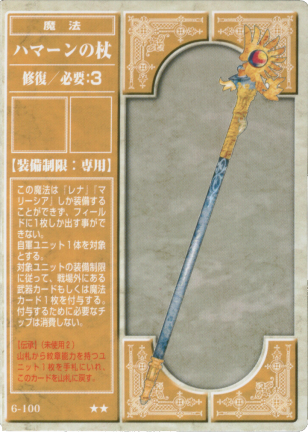 魔法
ハマーンの杖
修復／必要:3
【装備制限：専用】
この魔法は「レナ」「マ
リーシア」しか装備する
ことができず、フィール
ドに1枚しか出す事がで
きない。
自軍ユニット1体を対象
とする。
対象ユニットの装備制限
に従って、戦場外にある
武器カードもしくは魔法
カード1枚を付与する。
付与するために必要なチ
ップは消費しない。
[伝承]（未使用2）
山札から紋章能力を持つユ
ニット1枚を手札にいれ、
このカードを山札に戻す。
6-100 ★★